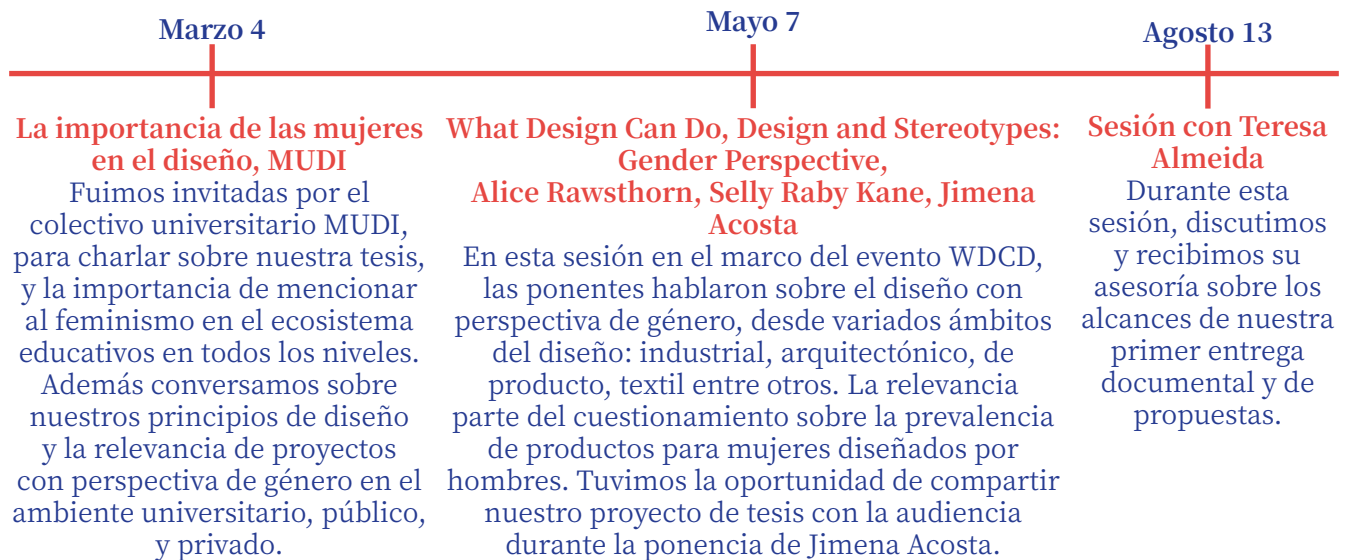 Marzo 4
La importancia de las mujeres
en el diseño, MUDI
Fuimos invitadas por el
colectivo universitario MUDI,
para charlar sobre nuestra tesis,
y la importancia de mencionar
al feminismo en el ecosistema
educativos en todos los niveles.
Además conversamos sobre
nuestros principios de diseño
y la relevancia de proyectos
con perspectiva de género en el
ambiente universitario, público,
y privado.
Mayo 7
What Design Can Do, Design and Stereotypes:
Gender Perspective,
Alice Rawsthorn, Selly Raby Kane, Jimena
Acosta
En esta sesión en el marco del evento WDCD,
las ponentes hablaron sobre el diseño con
perspectiva de género, desde variados ámbitos
del diseño: industrial, arquitectónico, de
producto, textil entre otros. La relevancia
parte del cuestionamiento sobre la prevalencia
de productos para mujeres diseñados por
hombres. Tuvimos la oportunidad de compartir
nuestro proyecto de tesis con la audiencia
durante la ponencia de Jimena Acosta.
Agosto 13
Sesión con Teresa
Almeida
Durante esta
sesión, discutimos
y recibimos su
asesoría sobre los
alcances de nuestra
primer entrega
documental y de
propuestas.